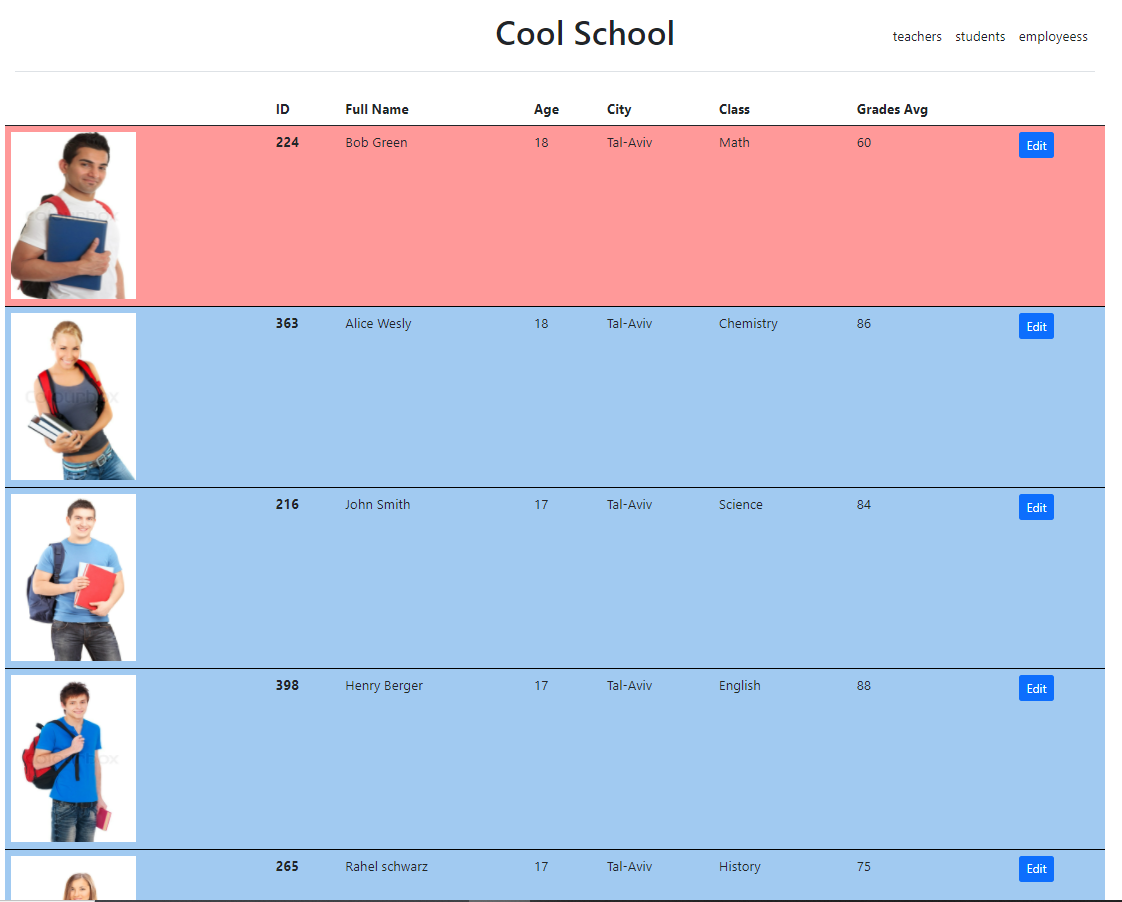 Cool School
teachers students employeess
ID Full Name Age City Class Grades Avg
224 Bob Green 18 Tal-Aviv Math 60 Edit
363 Alice Wesly 18 Tal-Aviv Chemistry 86 Edit
216 John Smith 17 Tal-Aviv Science 84 Edit
398 Henry Berger 17 Tal-Aviv English 88 Edit
265 Rahel schwarz 17 Tal-Aviv History 75 Edit